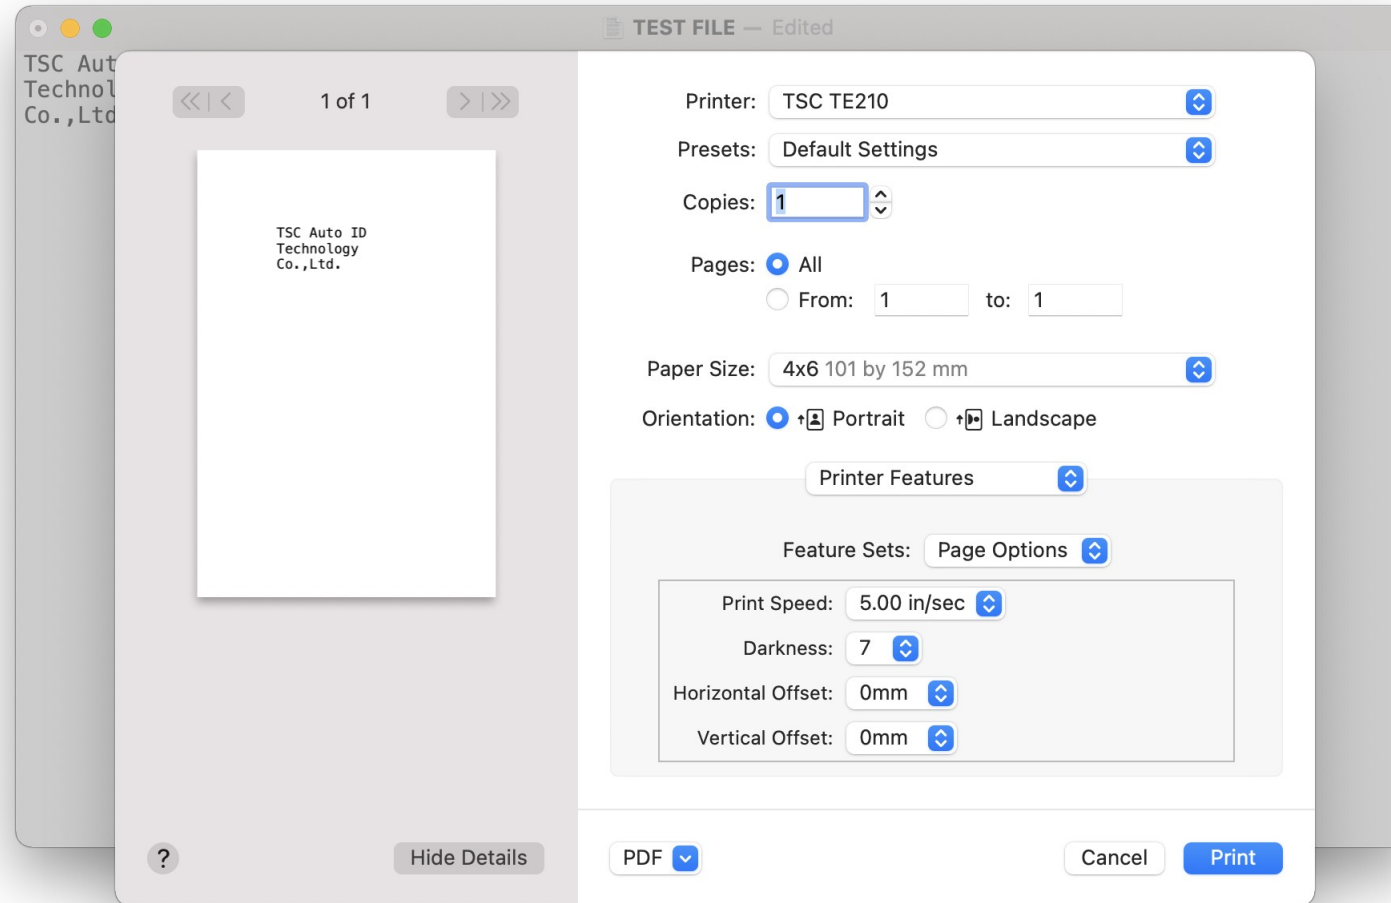 TEST FILE — Edited
TSC Aut
Technol
Co.,Ltd
1 of 1
TSC Auto ID
Technology
Co.,Ltd.
?
Hide Details
Printer: TSC TE210
Presets: Default Settings
Copies: 1
Pages: All
From: 1 to: 1
Paper Size: 4x6 101 by 152 mm
Orientation: Portrait Landscape
Printer Features
Feature Sets: Page Options
Print Speed: 5.00 in/sec
Darkness: 7
Horizontal Offset: 0mm
Vertical Offset: 0mm
PDF Cancel Print